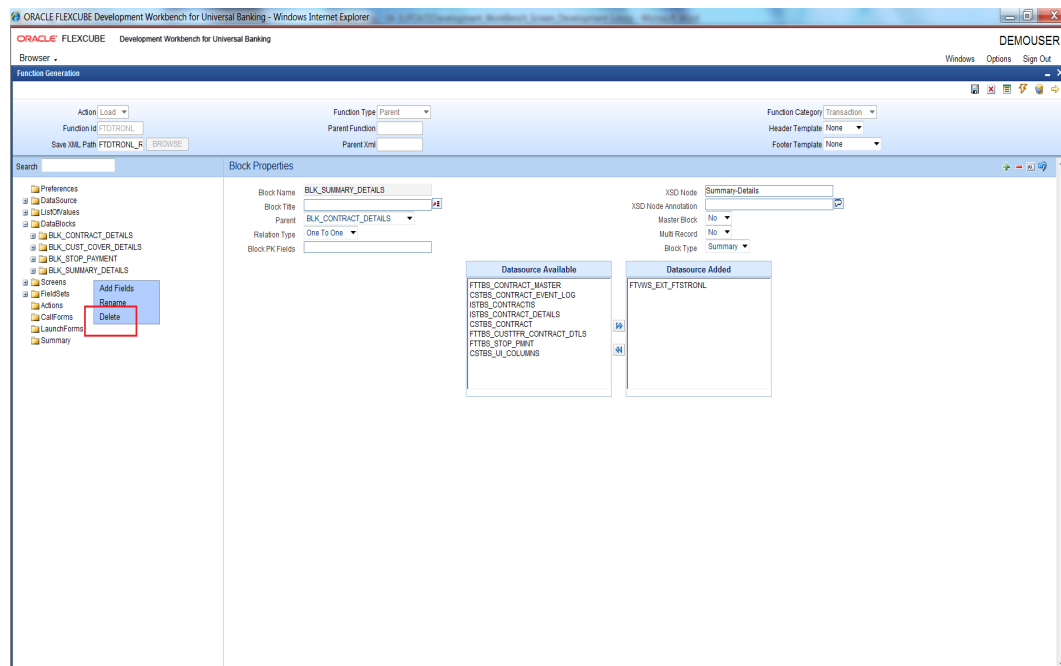 ORACLE FLEXCUBE Development Workbench for Universal Banking - Windows Internet Explorer
ORACLE FLEXCUBE Development Workbench for Universal Banking DEMOUSER
Browser Windows Options Sign Out
Function Generation
Action Load Function Type Parent Function Category Transaction
Function Id FTDTRONL Parent Function Header Template None
Save XML Path FTDTRONL_R BROWSE Parent Xml Footer Template None
Search Block Properties
Preferences
DataSource
ListOfValues
DataBlocks
BLK_CONTRACT_DETAILS
BLK_CUST_COVER_DETAILS
BLK_STOP_PAYMENT
BLK_SUMMARY_DETAILS
Screens
FieldSets
Actions
CallForms
LaunchForms
Summary
Add Fields
Rename
Delete
Block Name BLK_SUMMARY_DETAILS
Block Title
Parent BLK_CONTRACT_DETAILS
Relation Type One To One
Block PK Fields
XSD Node Summary-Details
XSD Node Annotation
Master Block No
Multi Record No
Block Type Summary
Datasource Available
FTTBS_CONTRACT_MASTER
CSTBS_CONTRACT_EVENT_LOG
ISTBS_CONTRACTIS
ISTBS_CONTRACT_DETAILS
CSTBS_CONTRACT
FTTBS_CUSTTFR_CONTRACT_DTLS
FTTBS_STOP_PMNT
CSTBS_UI_COLUMNS
Datasource Added
FTVWS_EXT_FTSTRONL